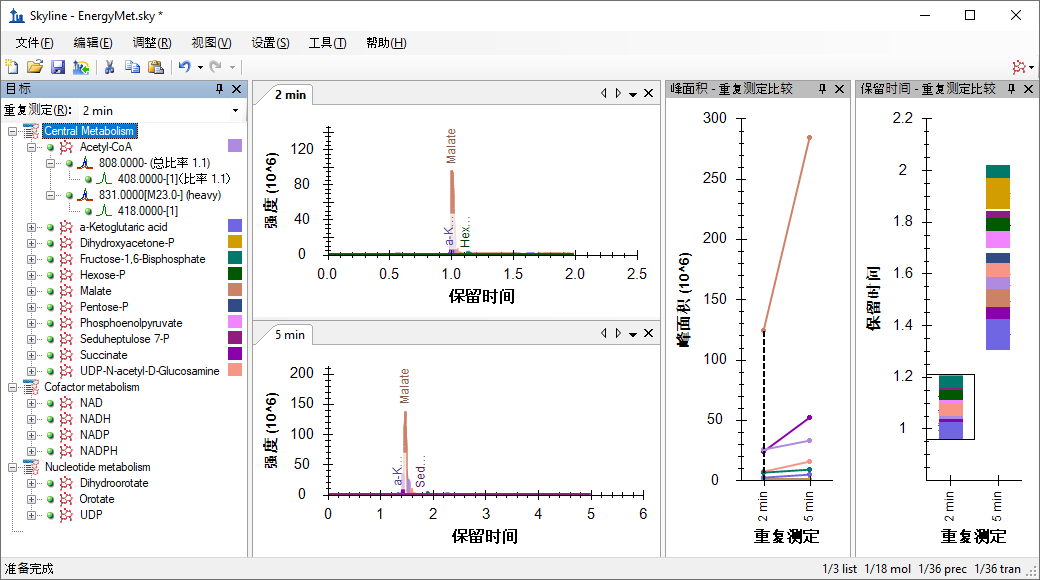 Skyline - EnergyMet.sky *
文件(F) 编辑(E) 调整(R) 视图(V) 设置(S) 工具(T) 帮助(H)
目标
重复测定(R): 2 min
Central Metabolism
Acetyl-CoA
808.0000- (总比率 1.1)
408.0000-[1](比率 1.1)
831.0000[M23.0-] (heavy)
418.0000-[1]
a-Ketoglutaric acid
Dihydroxyacetone-P
Fructose-1,6-Bisphosphate
Hexose-P
Malate
Pentose-P
Phosphoenolpyruvate
Seduheptulose 7-P
Succinate
UDP-N-acetyl-D-Glucosamine
Cofactor metabolism
NAD
NADH
NADP
NADPH
Nucleotide metabolism
Dihydroorotate
Orotate
UDP
2 min
强度 (10^6)
120
80
40
0
Malate
a-K...
Hex...
0.0 0.5 1.0 1.5 2.0 2.5
保留时间
5 min
强度 (10^6)
200
150
100
50
0
Malate
a-K...
Sed...
0 1 2 3 4 5 6
保留时间
峰面积 - 重复测定比较
峰面积 (10^6)
300
250
200
150
100
50
0
2 min 5 min
重复测定
保留时间 - 重复测定比较
保留时间
2.2
2
1.8
1.6
1.4
1.2
1
2 min 5 min
重复测定
准备完成
1/3 list 1/18 mol 1/36 prec 1/36 tran